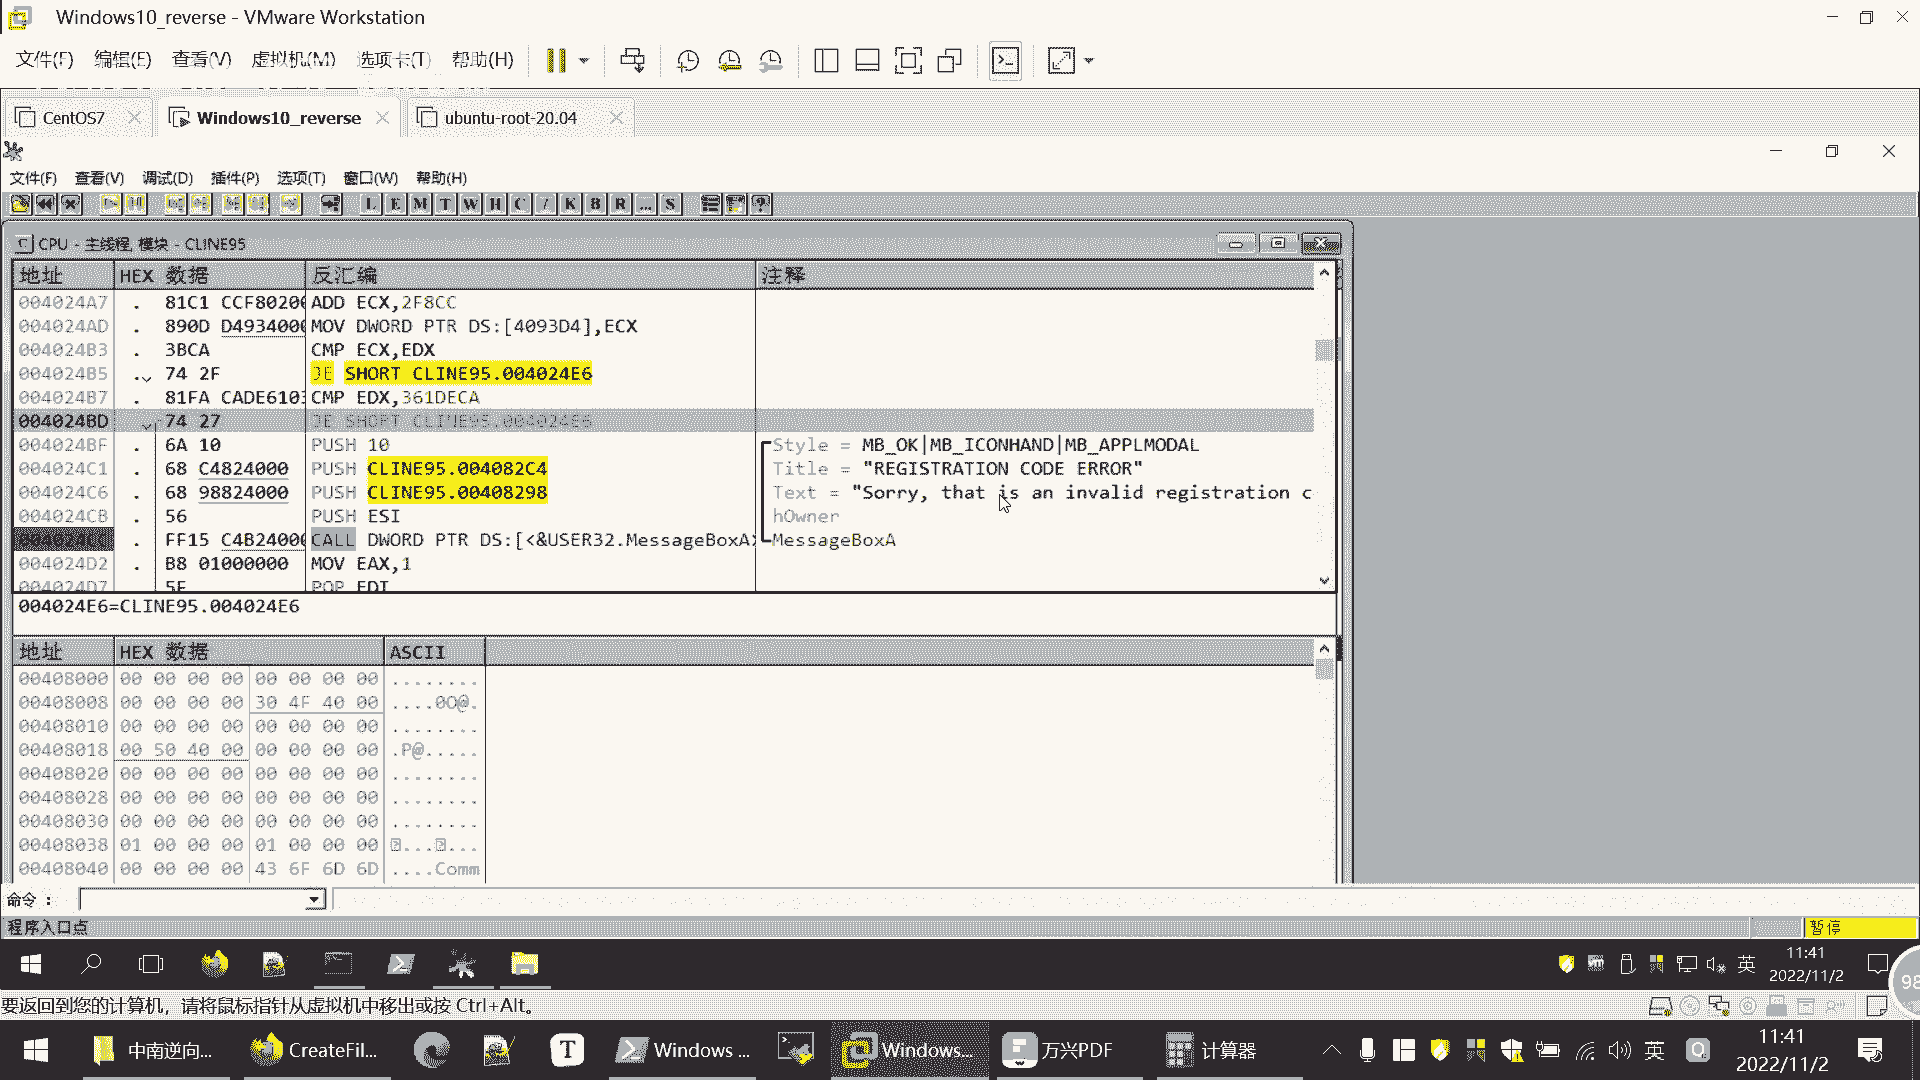 Windows10_reverse - VMware Workstation
文件(F) 编辑(E) 查看(V) 虚拟机(M) 选项卡(T) 帮助(H)
CentOS7 Windows10_reverse ubuntu-root-20.04
文件(F) 查看(V) 调试(D) 插件(P) 选项(T) 窗口(W) 帮助(H)
L E M T W H C / K B R ... S ?
C CPU - 主线程, 模块 - CLINE95
地址 HEX 数据 反汇编 注释
004024A7 . 81C1 CCF80200 ADD ECX,2F8CC
004024AD . 890D D4934000 MOV DWORD PTR DS:[4093D4],ECX
004024B3 . 3BCA CMP ECX,EDX
004024B5 . 74 2F JE SHORT CLINE95.004024E6
004024B7 . 81FA CADE6103 CMP EDX,361DECA
004024BD 74 27 JE SHORT CLINE95.004024E6
004024BF . 6A 10 PUSH 10 Style = MB_OK|MB_ICONHAND|MB_APPLMODAL
004024C1 . 68 C4824000 PUSH CLINE95.004082C4 Title = "REGISTRATION CODE ERROR"
004024C6 . 68 98824000 PUSH CLINE95.00408298 Text = "Sorry, that is an invalid registration c
004024CB . 56 PUSH ESI hOwner
004024CC . FF15 C4B24000 CALL DWORD PTR DS:[<&USER32.MessageBoxA> MessageBoxA
004024D2 . B8 01000000 MOV EAX,1
004024D7 . 5F POP EDI
004024E6=CLINE95.004024E6
地址 HEX 数据 ASCII
00408000 00 00 00 00 00 00 00 00 ........
00408008 00 00 00 00 30 4F 40 00 ....0O@.
00408010 00 00 00 00 00 00 00 00 ........
00408018 00 50 40 00 00 00 00 00 .P@.....
00408020 00 00 00 00 00 00 00 00 ........
00408028 00 00 00 00 00 00 00 00 ........
00408030 00 00 00 00 00 00 00 00 ........
00408038 01 00 00 00 01 00 00 00 ...
00408040 00 00 00 00 43 6F 6D 6D ....Comm
命令 :
程序入口点 暂停
英 11:41
2022/11/2
98
要返回到您的计算机，请将鼠标指针从虚拟机中移出或按 Ctrl+Alt。
中南逆向... CreateFil... T Windows ... Windows... 万兴PDF 计算器 英 11:41
2022/11/2